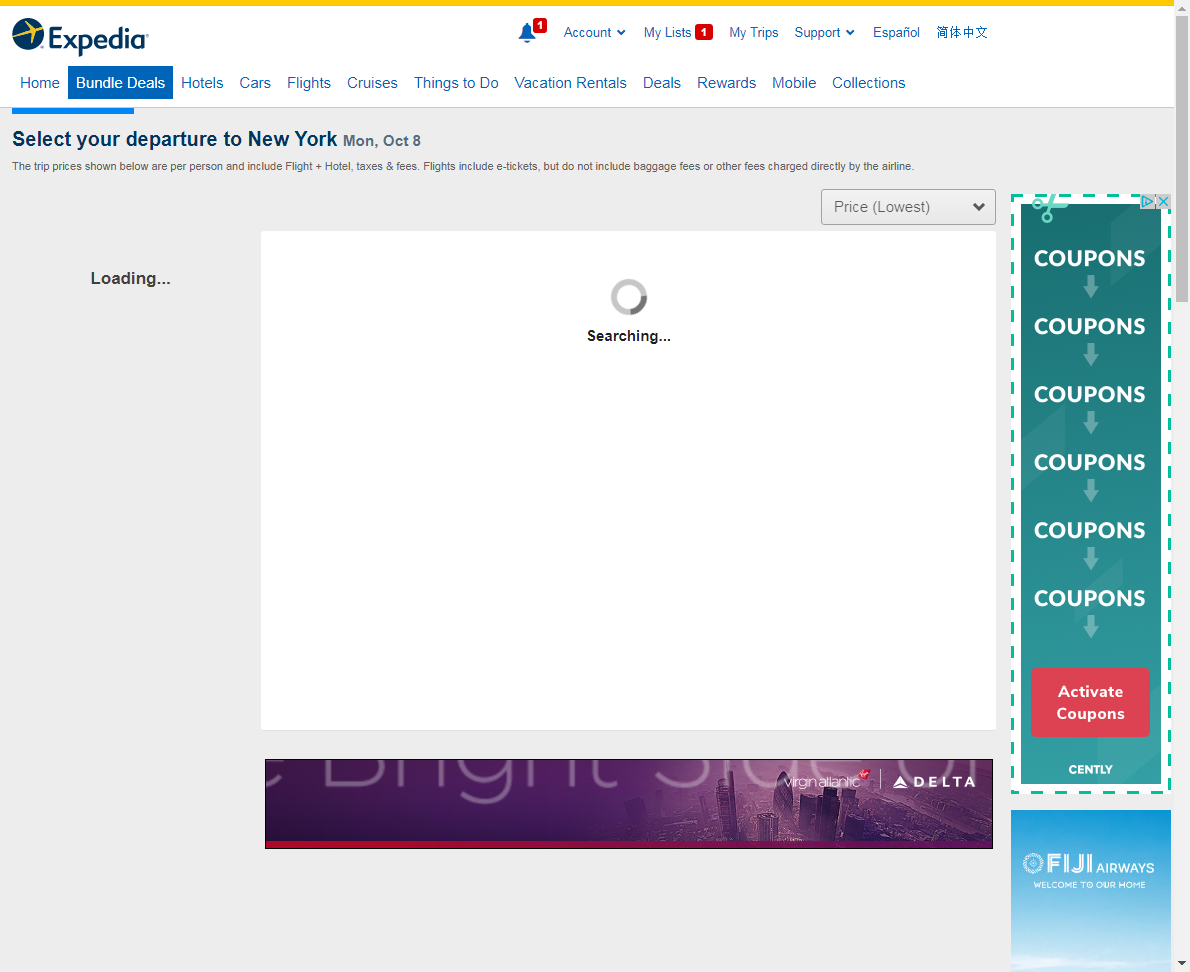 Expedia
1
Account
My Lists 1
My Trips
Support
Español
简体中文
Home
Bundle Deals
Hotels
Cars
Flights
Cruises
Things to Do
Vacation Rentals
Deals
Rewards
Mobile
Collections
Select your departure to New York Mon, Oct 8
The trip prices shown below are per person and include Flight + Hotel, taxes & fees. Flights include e-tickets, but do not include baggage fees or other fees charged directly by the airline.
Price (Lowest)
Loading...
Searching...
COUPONS
COUPONS
COUPONS
COUPONS
COUPONS
COUPONS
Activate
Coupons
CENTLY
e Bright Side of
virgin atlantic
DELTA
FIJI AIRWAYS
WELCOME TO OUR HOME